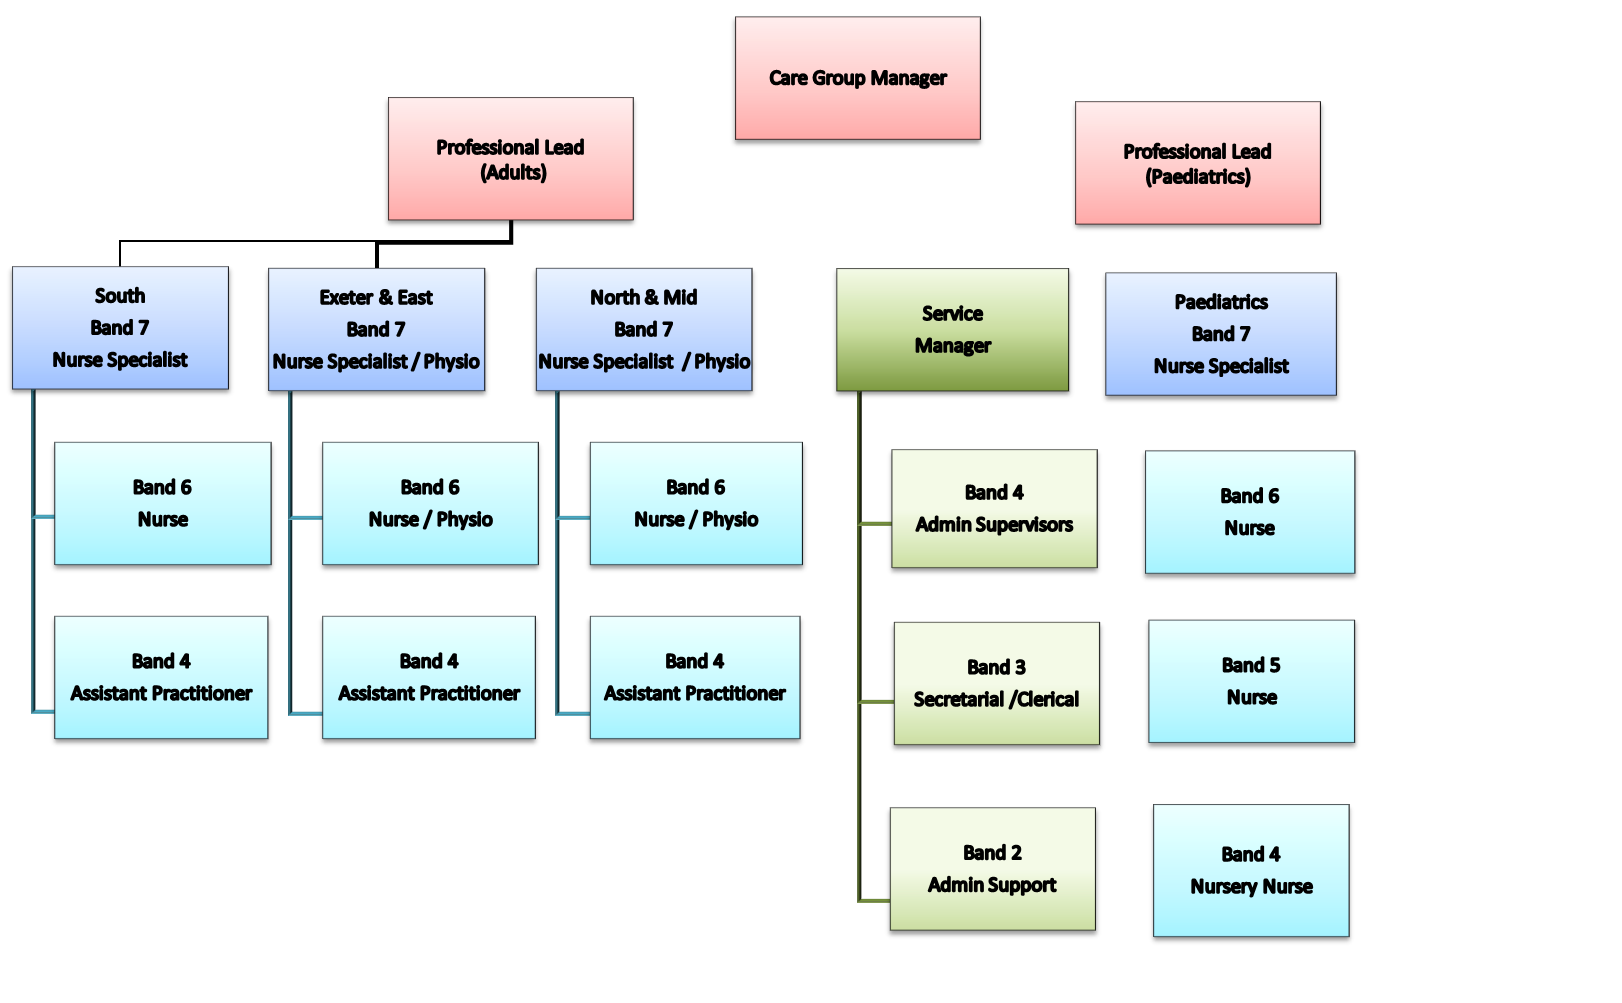 Care Group Manager
Professional Lead
(Adults)
Professional Lead
(Paediatrics)
South
Band 7
Nurse Specialist
Exeter & East
Band 7
Nurse Specialist / Physio
North & Mid
Band 7
Nurse Specialist / Physio
Service
Manager
Paediatrics
Band 7
Nurse Specialist
Band 6
Nurse
Band 6
Nurse / Physio
Band 6
Nurse / Physio
Band 4
Admin Supervisors
Band 6
Nurse
Band 4
Assistant Practitioner
Band 4
Assistant Practitioner
Band 4
Assistant Practitioner
Band 3
Secretarial /Clerical
Band 5
Nurse
Band 2
Admin Support
Band 4
Nursery Nurse